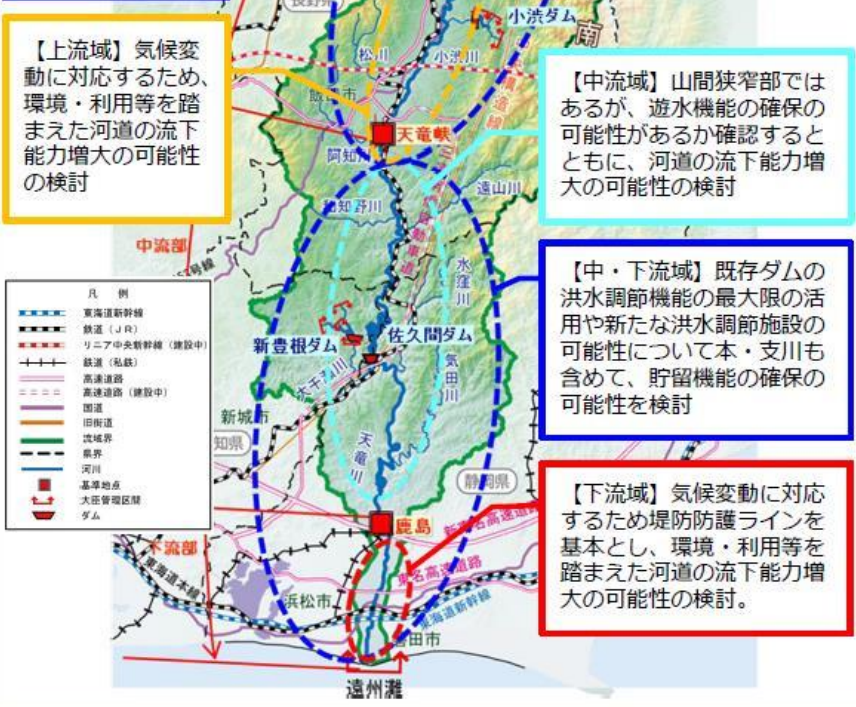 【上流域】気候変
動に対応するため、
環境・利用等を踏
まえた河道の流下
能力増大の可能性
の検討
小渋ダム
南
松川
小渋川
天竜峡
阿知川
遠山川
和知野川
中流部
水窪川
新豊根ダム
佐久間ダム
大千瀬川
気田川
新城市
天竜川
静岡県
鹿島
新東名高速道路
下流部
東名高速道路
東海道本線
浜松市
東海道新幹線
磐田市
遠州灘
【中流域】山間狭窄部では
あるが、遊水機能の確保の
可能性があるか確認すると
ともに、河道の流下能力増
大の可能性の検討
【中・下流域】既存ダムの
洪水調節機能の最大限の活
用や新たな洪水調節施設の
可能性について本・支川も
含めて、貯留機能の確保の
可能性を検討
【下流域】気候変動に対応
するため堤防防護ラインを
基本とし、環境・利用等を
踏まえた河道の流下能力増
大の可能性の検討。
凡 例
東海道新幹線
鉄道(JR)
リニア中央新幹線(建設中)
鉄道(私鉄)
高速道路
高速道路(建設中)
国道
旧街道
流域界
県界
河川
基準地点
大臣管理区間
ダム